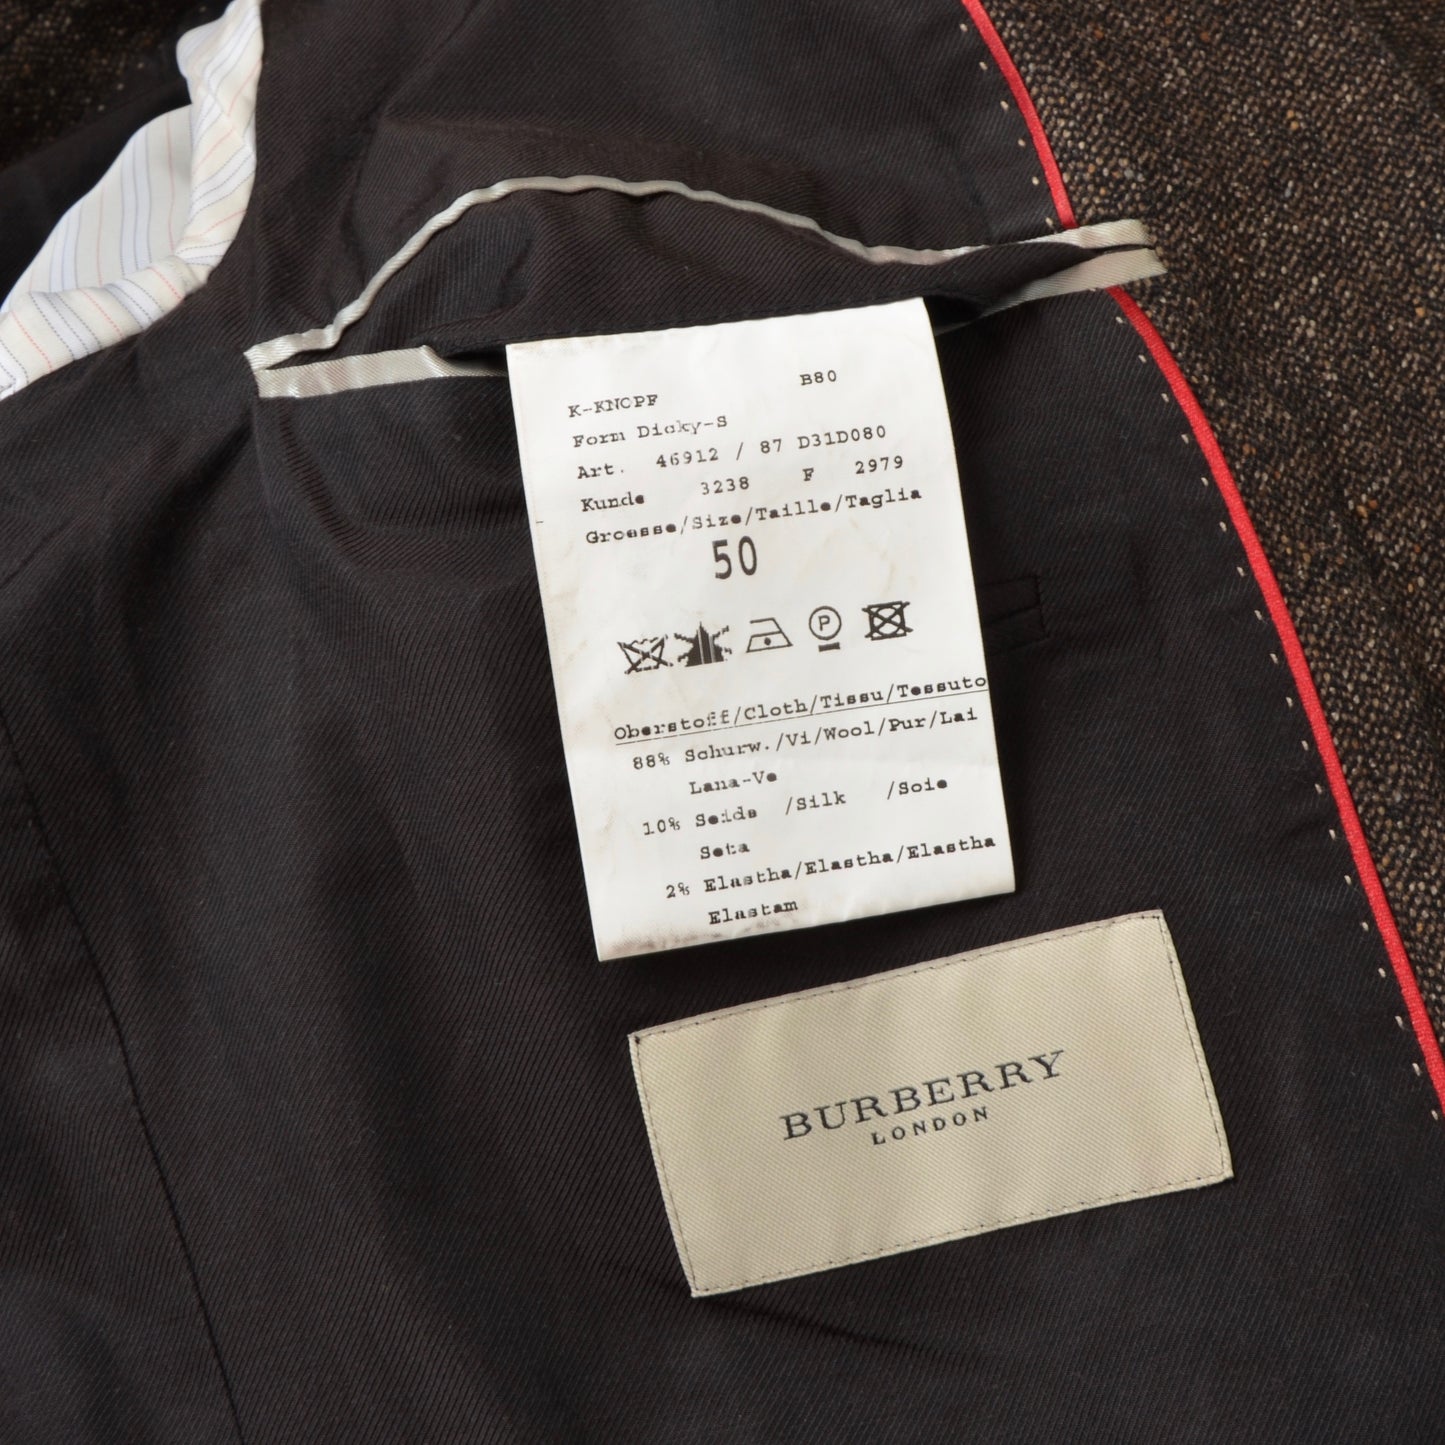 B80
K-KNOPF
Form Dicky-S
Art. 46912 / 87 D31D080
Kunde 3238 F 2979
Groesse/Size/Taille/Taglia
50
P
Oberstoff/Cloth/Tissu/Tessuto
88% Schurw./Vi/Wool/Pur/Lai
Lana-Ve
10% Seide /Silk /Soie
Seta
2% Elastha/Elastha/Elastha
Elastam
BURBERRY
LONDON